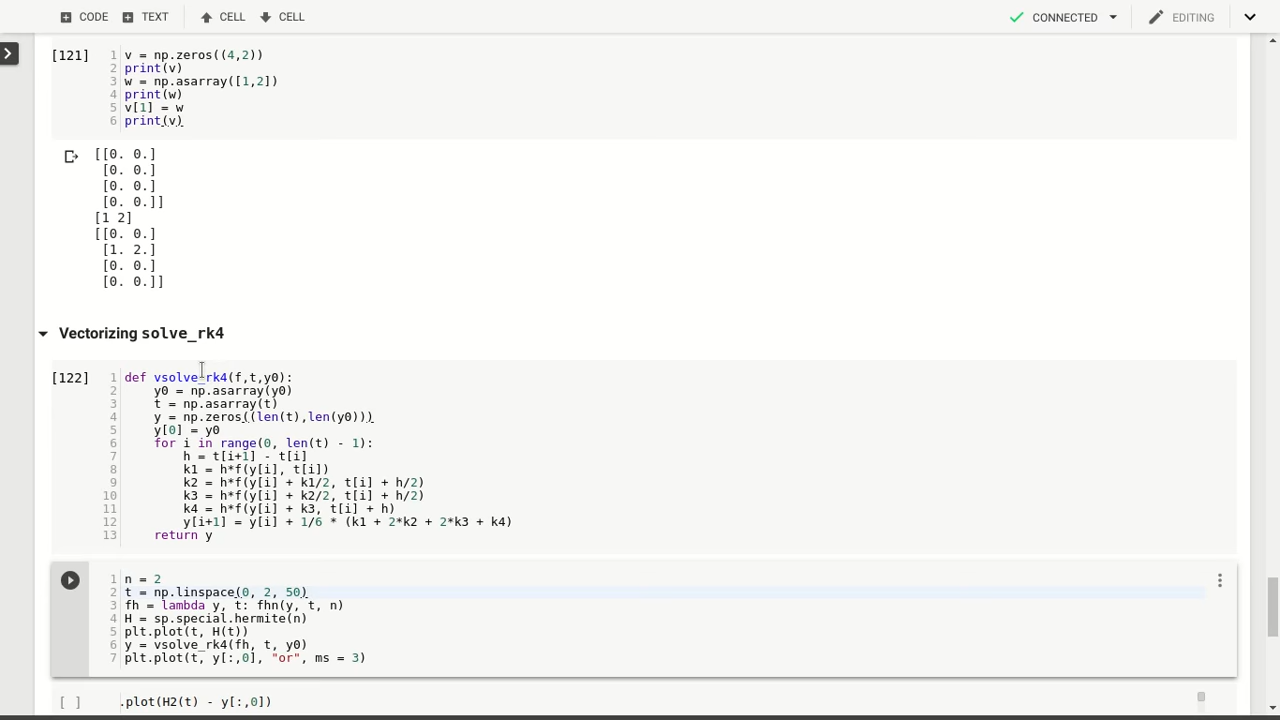 CODE TEXT CELL CELL CONNECTED EDITING
[121] 1 v = np.zeros((4,2))
2 print(v)
3 w = np.asarray([1,2])
4 print(w)
5 v[1] = w
6 print(v)
[[0. 0.]
[0. 0.]
[0. 0.]
[0. 0.]]
[1 2]
[[0. 0.]
[1. 2.]
[0. 0.]
[0. 0.]]
Vectorizing solve_rk4
[122] 1 def vsolve_rk4(f,t,y0):
2 y0 = np.asarray(y0)
3 t = np.asarray(t)
4 y = np.zeros((len(t),len(y0)))
5 y[0] = y0
6 for i in range(0, len(t) - 1):
7 h = t[i+1] - t[i]
8 k1 = h*f(y[i], t[i])
9 k2 = h*f(y[i] + k1/2, t[i] + h/2)
10 k3 = h*f(y[i] + k2/2, t[i] + h/2)
11 k4 = h*f(y[i] + k3, t[i] + h)
12 y[i+1] = y[i] + 1/6 * (k1 + 2*k2 + 2*k3 + k4)
13 return y
1 n = 2
2 t = np.linspace(0, 2, 50)
3 fh = lambda y, t: fhn(y, t, n)
4 H = sp.special.hermite(n)
5 plt.plot(t, H(t))
6 y = vsolve_rk4(fh, t, y0)
7 plt.plot(t, y[:,0], "or", ms = 3)
[ ] .plot(H2(t) - y[:,0])